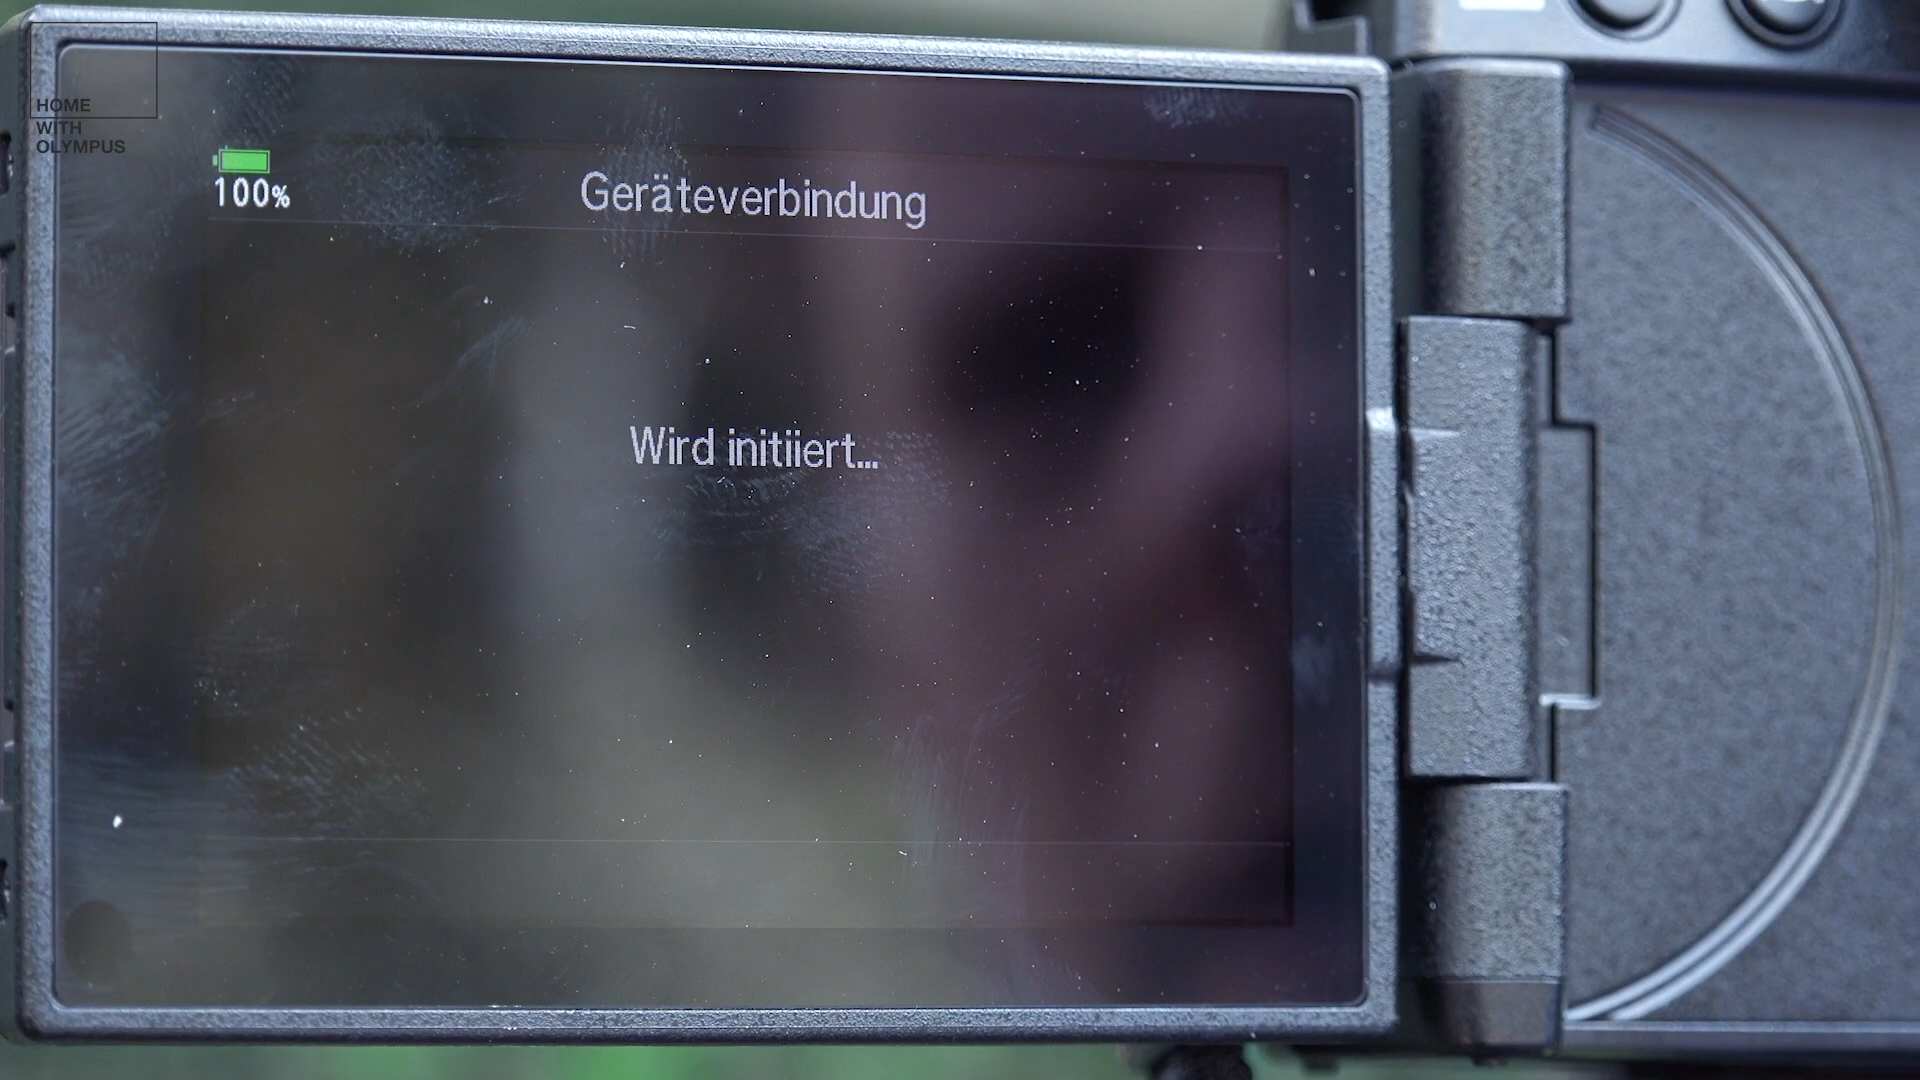 HOME
WITH
OLYMPUS
100%
Geräteverbindung
Wird initiiert...